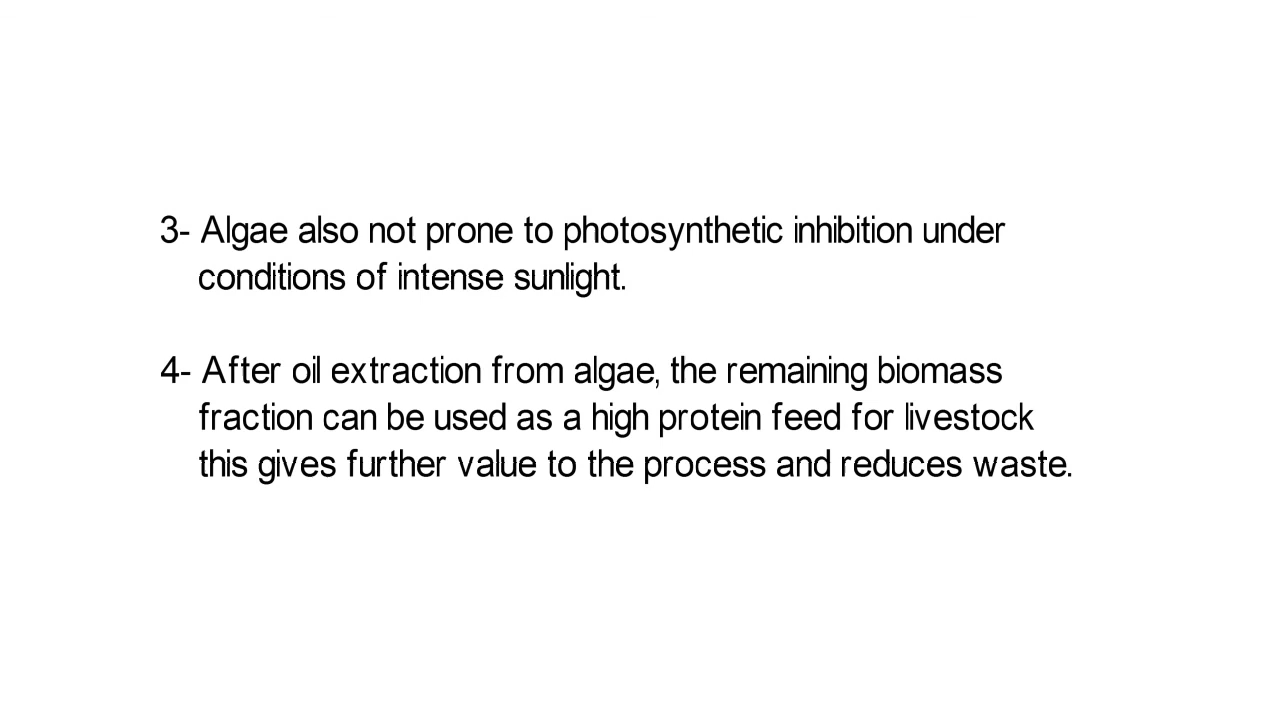 3- Algae also not prone to photosynthetic inhibition under
conditions of intense sunlight.
4- After oil extraction from algae, the remaining biomass
fraction can be used as a high protein feed for livestock
this gives further value to the process and reduces waste.